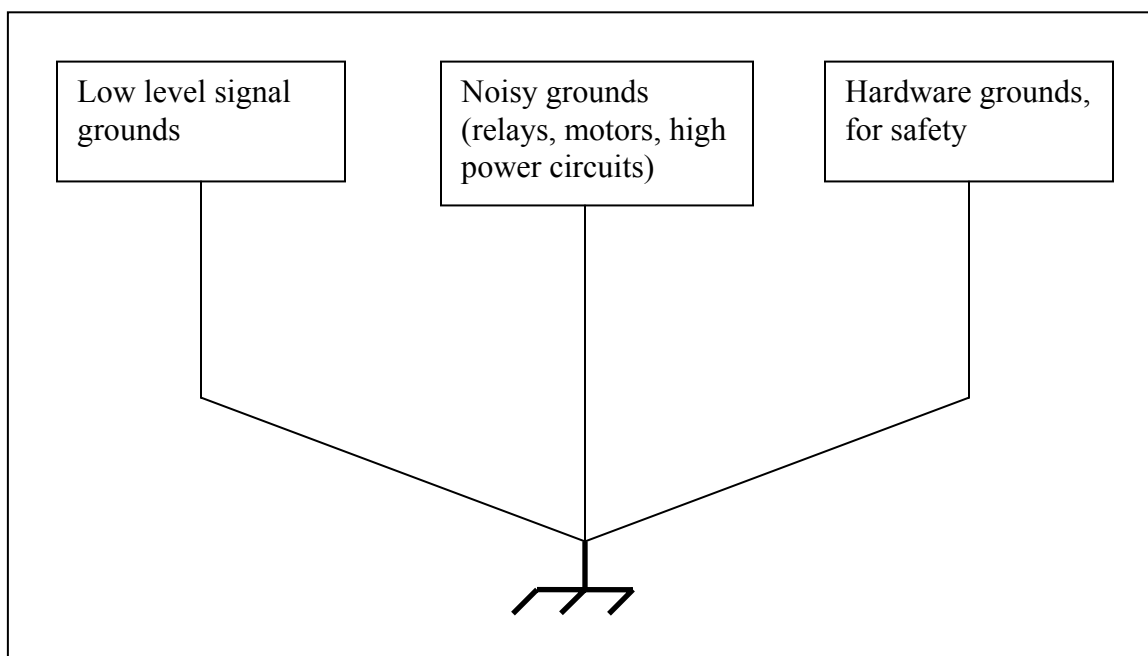 Low level signal
grounds
Noisy grounds
(relays, motors, high
power circuits)
Hardware grounds,
for safety